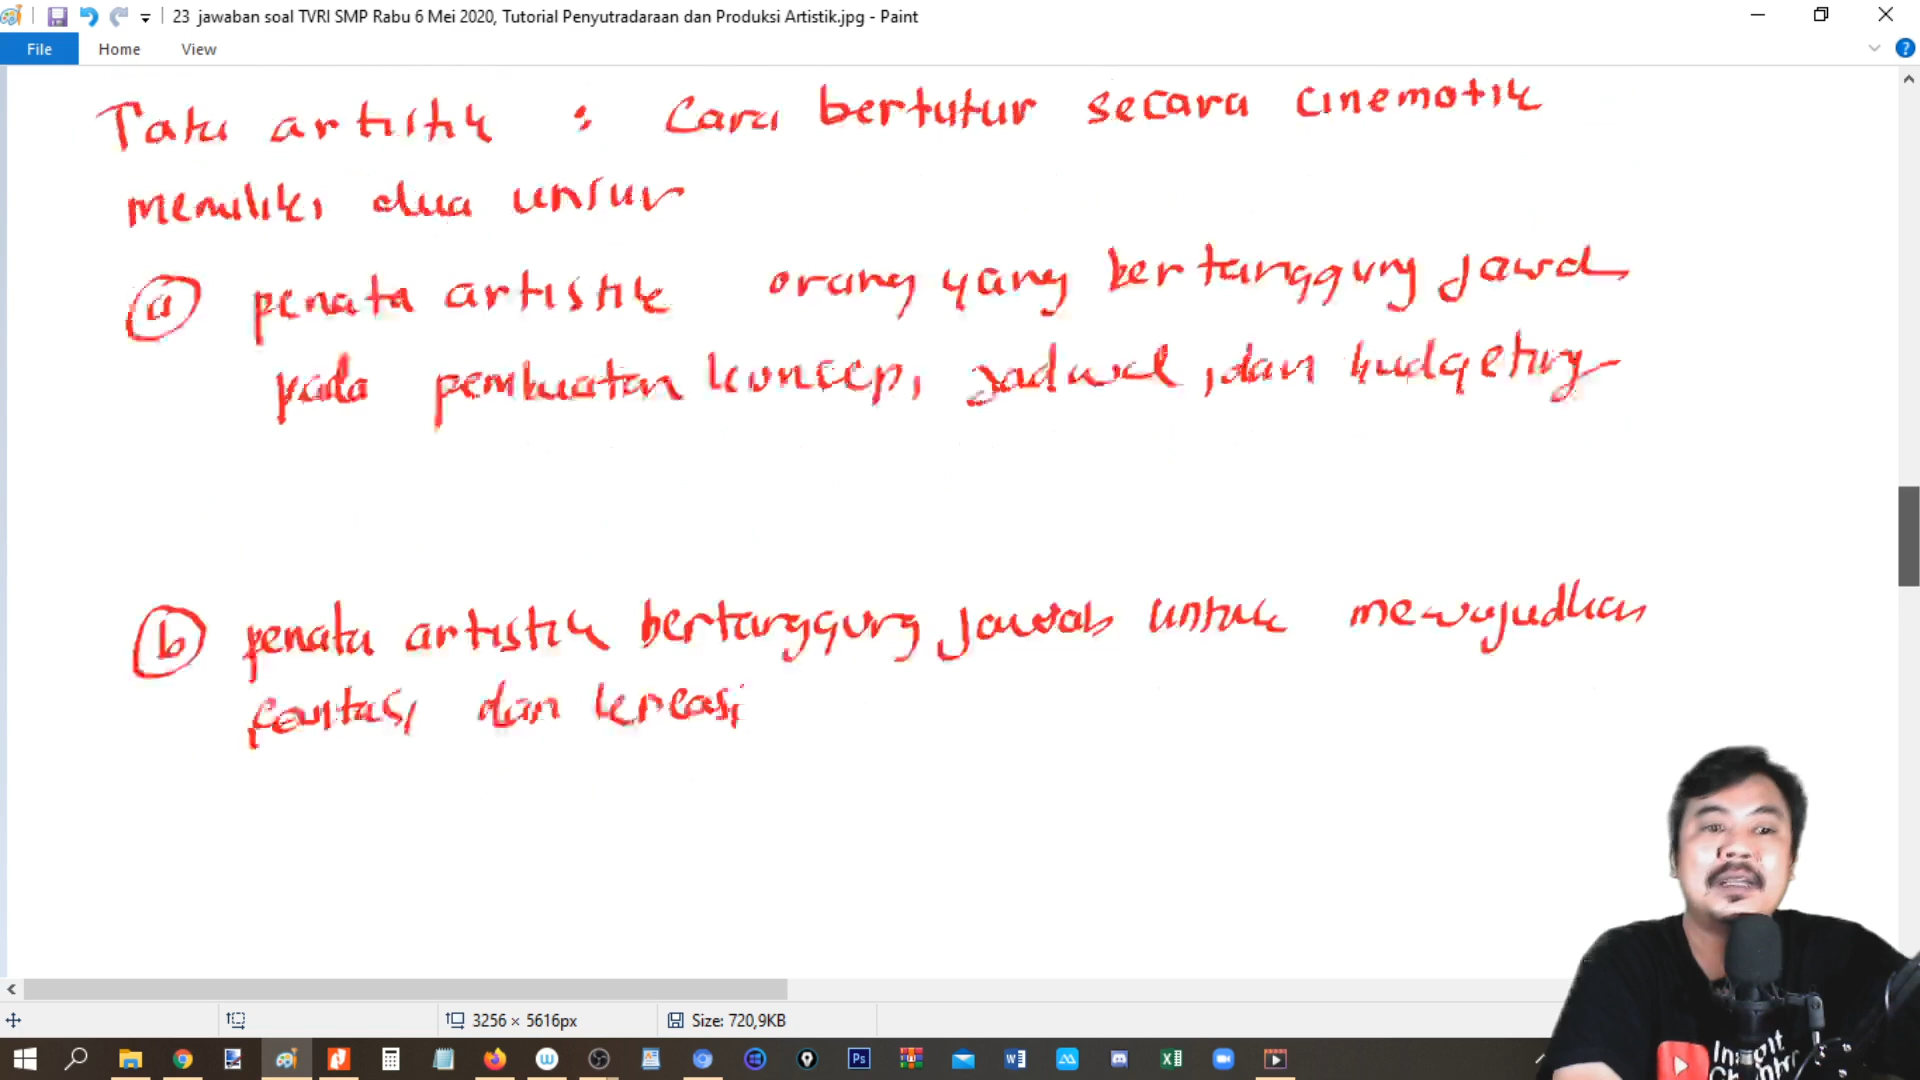 23 jawaban soal TVRI SMP Rabu 6 Mei 2020, Tutorial Penyutradaraan dan Produksi Artistik.jpg - Paint
File Home View
Tata artistik : Cara bertutur secara cinematik
memiliki dua unsur
a penata artistik orang yang bertanggung jawab
pada pembuatan koncep, jadwal, dan budgeting
b penata artistik bertanggung jawab untuk mewujudkan
fantasi dan kreasi
3256 × 5616px Size: 720,9KB